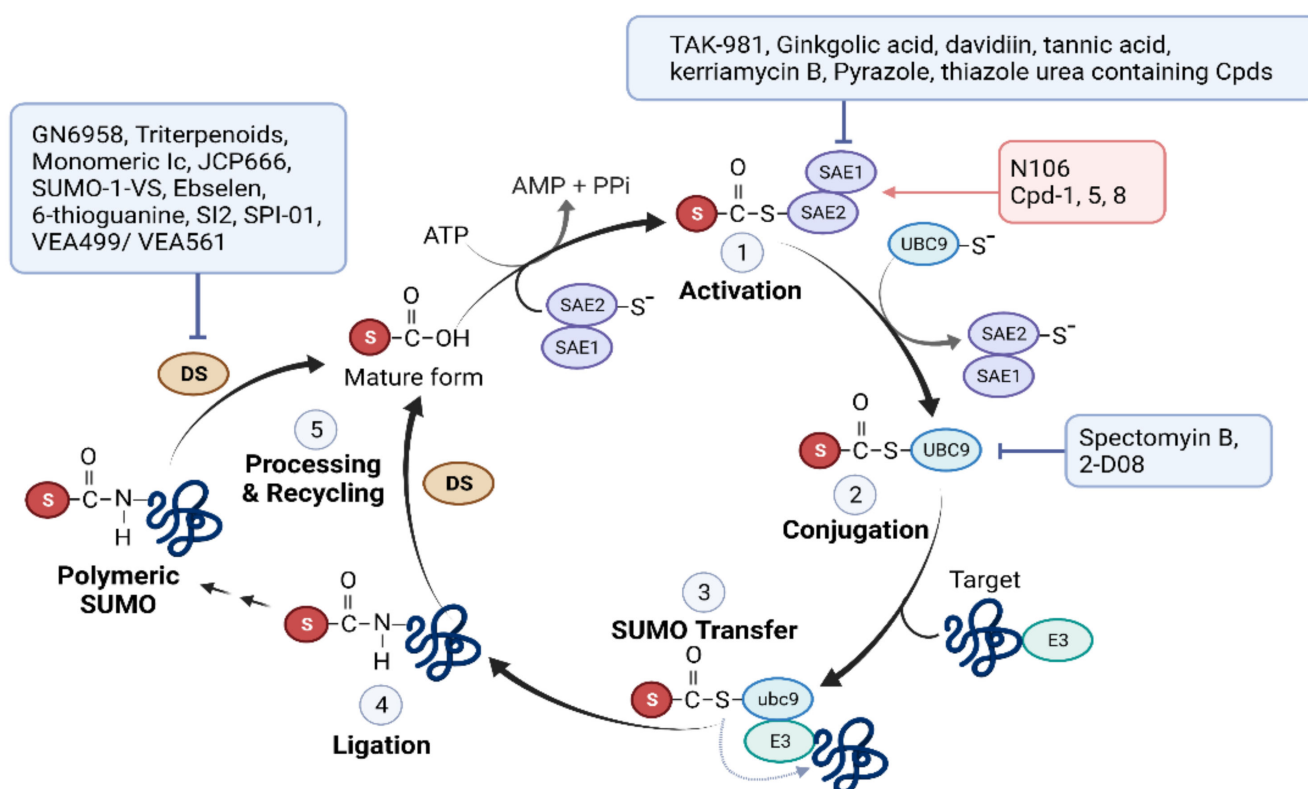 TAK-981, Ginkgolic acid, davidiin, tannic acid,
kerriamycin B, Pyrazole, thiazole urea containing Cpds
GN6958, Triterpenoids,
Monomeric Ic, JCP666,
SUMO-1-VS, Ebselen,
6-thioguanine, SI2, SPI-01,
VEA499/ VEA561
AMP + PPi
ATP
SAE2
S-
SAE1
S
O
C
S
SAE1
SAE2
N106
Cpd-1, 5, 8
1
Activation
UBC9
S-
SAE2
S-
SAE1
S
O
C
OH
Mature form
DS
5
Processing
& Recycling
DS
S
O
C
S
UBC9
Spectomyin B,
2-D08
2
Conjugation
S
O
C
N
H
Polymeric
SUMO
Target
E3
3
SUMO Transfer
S
O
C
S
ubc9
E3
S
O
C
N
H
4
Ligation